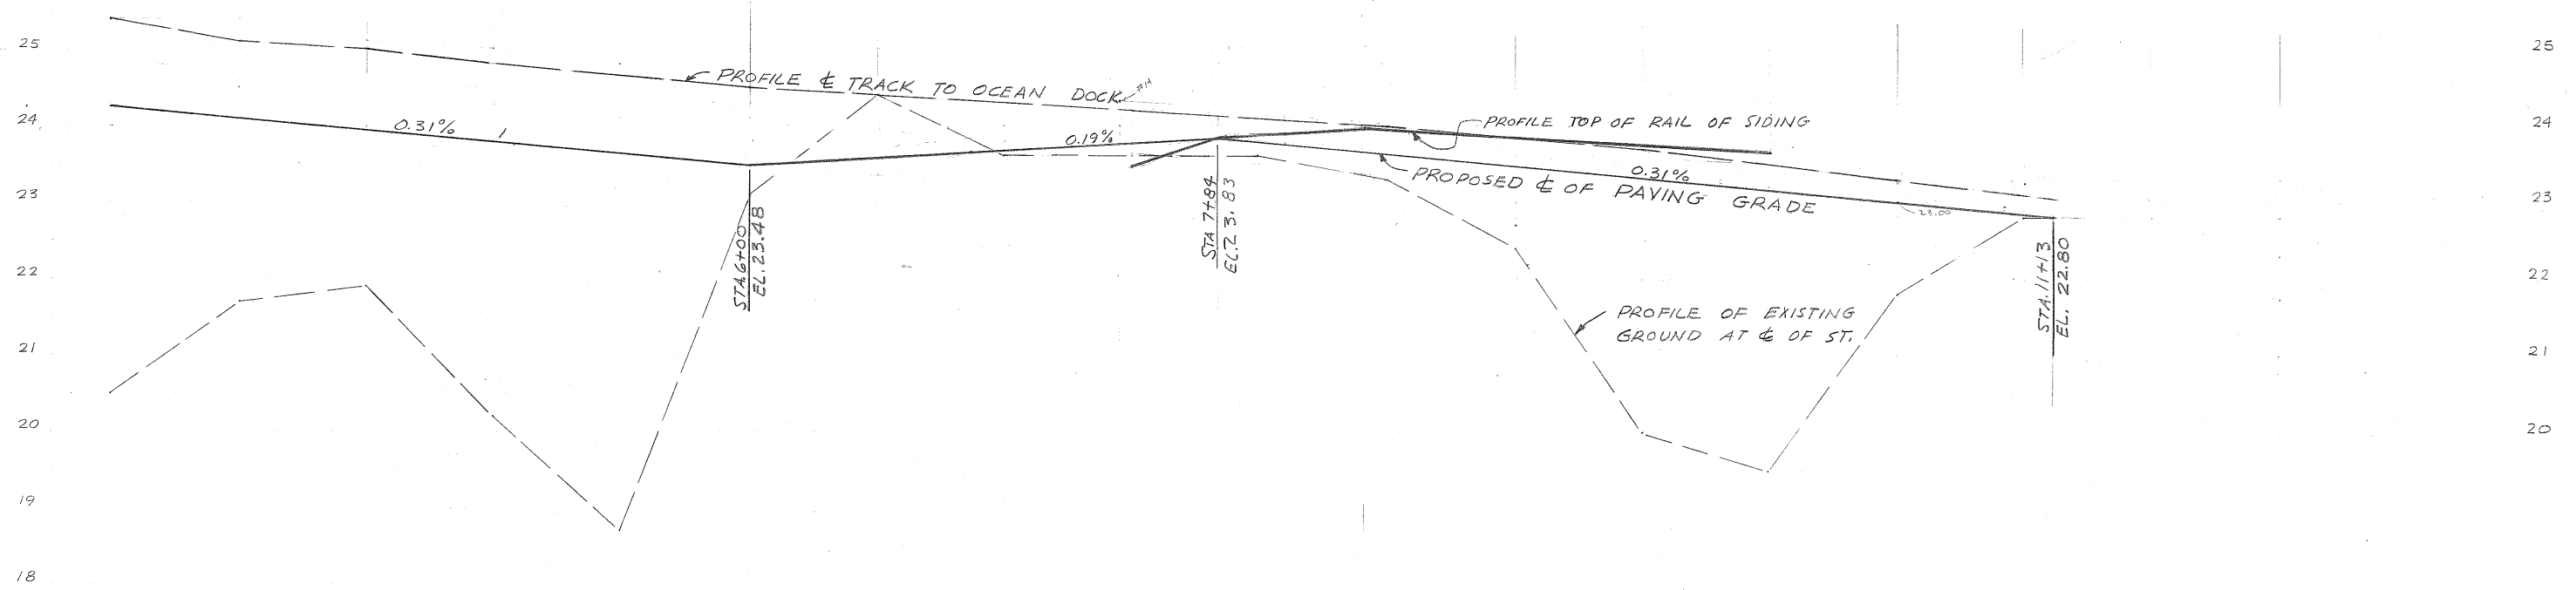 25
25
PROFILE ℄ TRACK TO OCEAN DOCK #14
24
24
0.31%
0.19%
PROFILE TOP OF RAIL OF SIDING
0.31%
PROPOSED ℄ OF PAVING GRADE
23
23
23.00
STA.6+00
EL.23.48
STA 7+84
EL.23.83
STA.11+13
EL. 22.80
22
22
PROFILE OF EXISTING
GROUND AT ℄ OF ST.
21
21
20
20
19
18